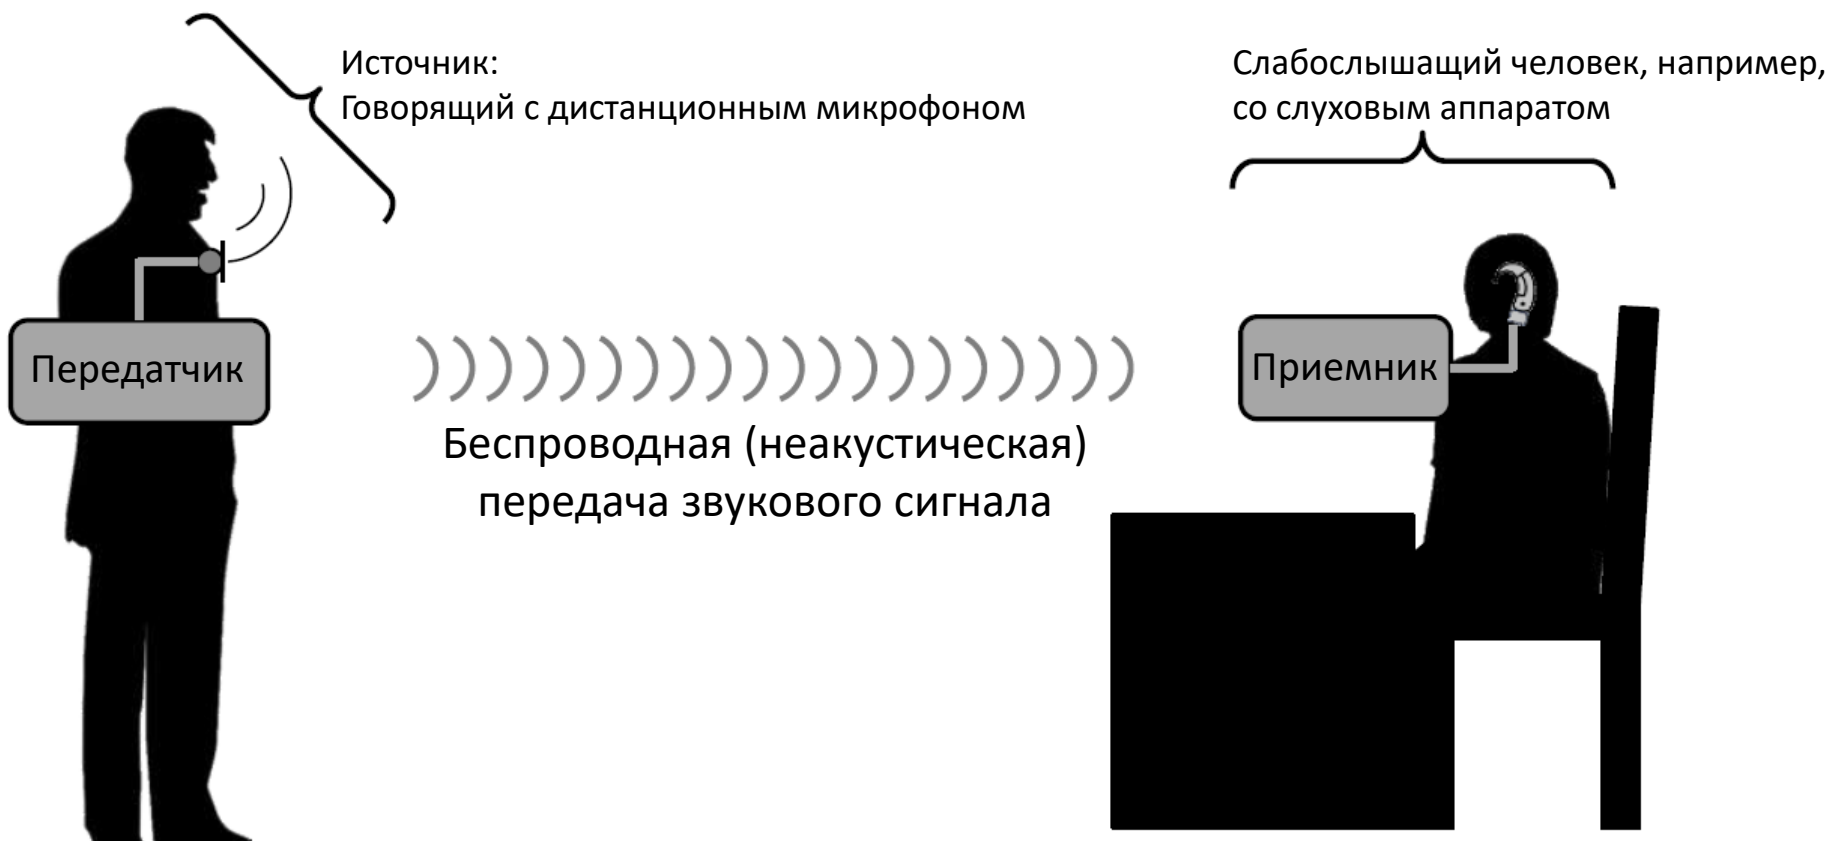 Источник:
Говорящий с дистанционным микрофоном
Слабослышащий человек, например,
со слуховым аппаратом
Передатчик
Приемник
Беспроводная (неакустическая)
передача звукового сигнала